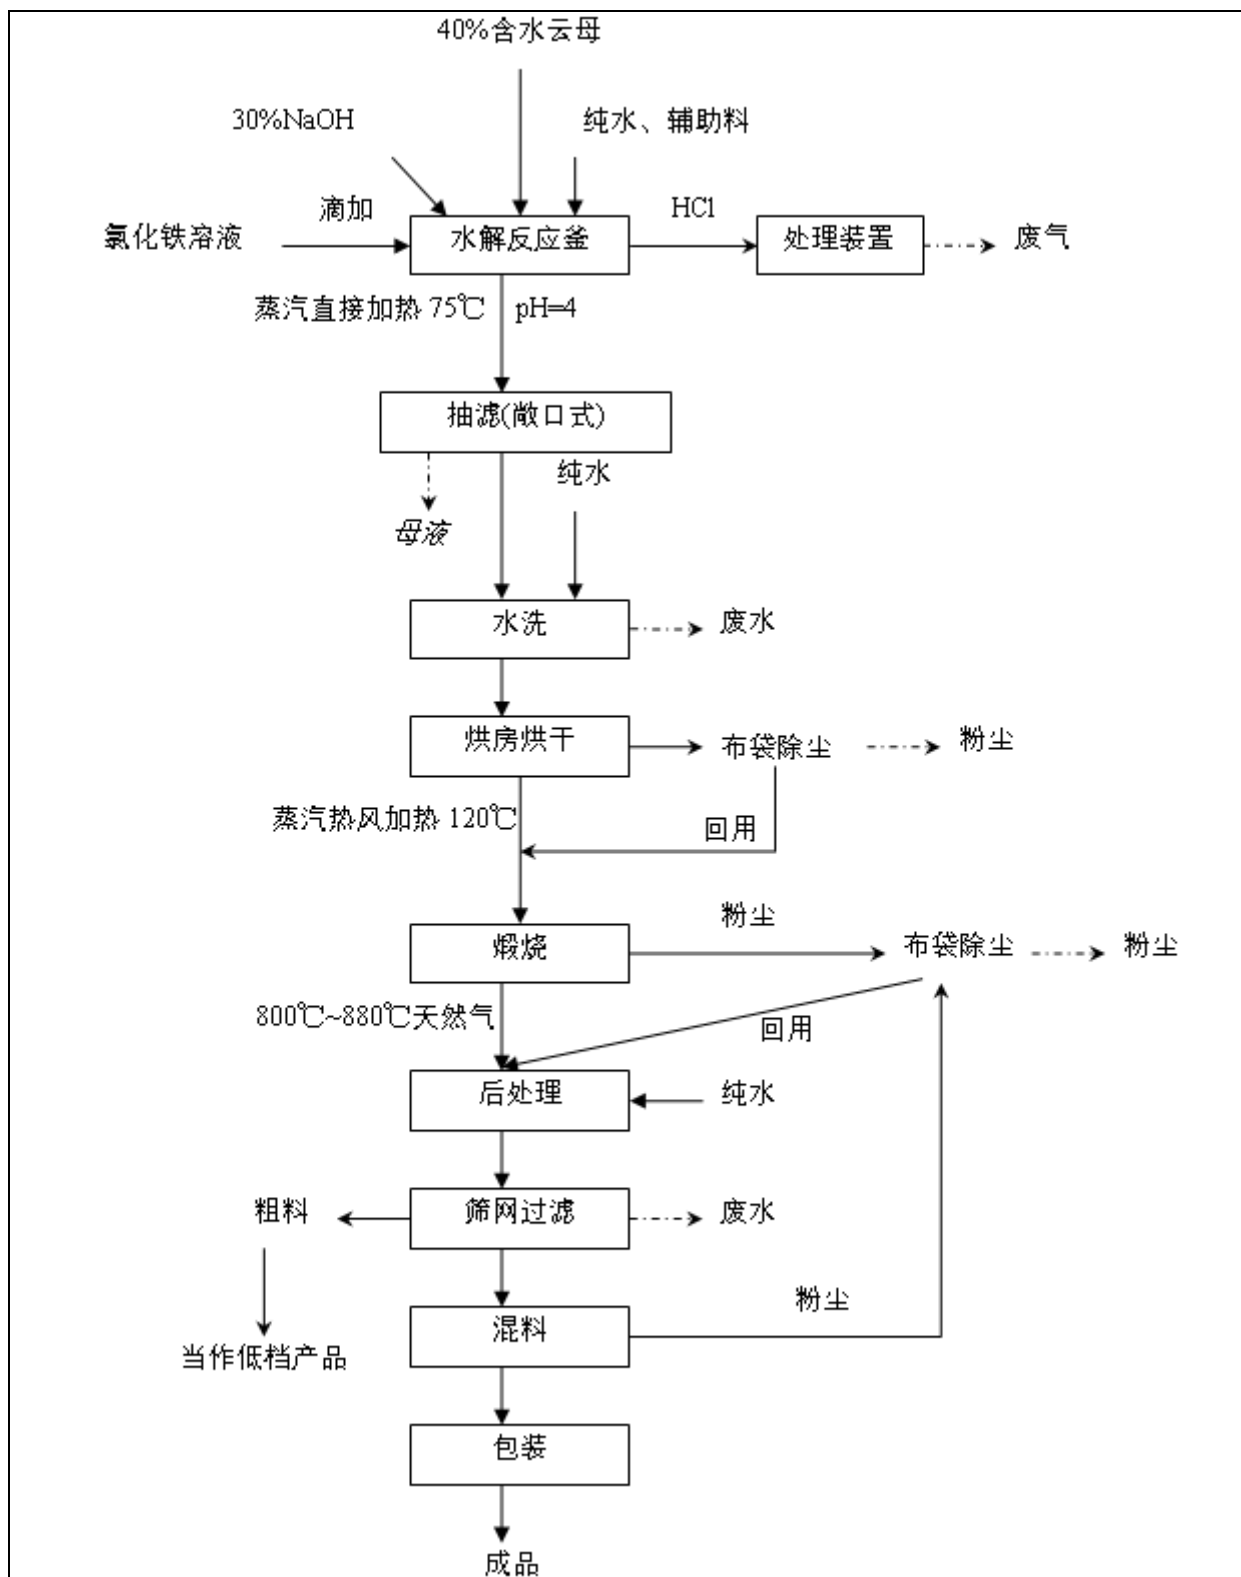 40%含水云母
30%NaOH
纯水、辅助料
滴加
HCl
氯化铁溶液
水解反应釜
处理装置
废气
蒸汽直接加热 75℃
pH=4
抽滤(敞口式)
纯水
母液
水洗
废水
烘房烘干
布袋除尘
粉尘
蒸汽热风加热 120℃
回用
粉尘
煅烧
布袋除尘
粉尘
800℃~880℃天然气
回用
后处理
纯水
粗料
筛网过滤
废水
粉尘
混料
当作低档产品
包装
成品